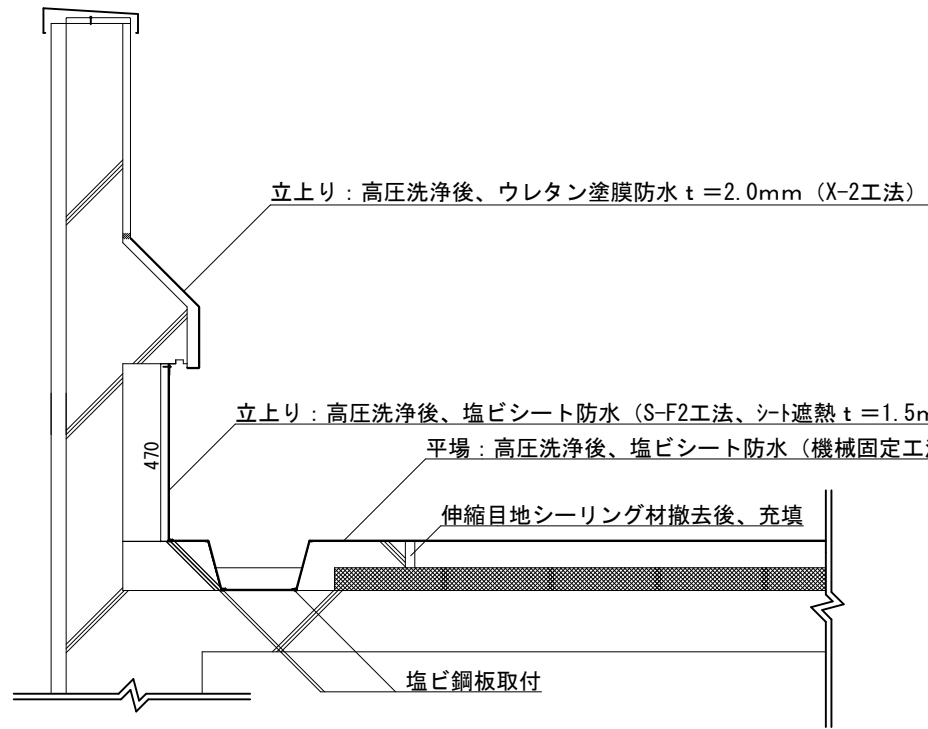 立上り：高圧洗浄後、ウレタン塗膜防水ｔ＝2.0mm（X-2工法）
立上り：高圧洗浄後、塩ビシート防水（S-F2工法、ｼｰﾄ遮熱ｔ＝1.5m
平場：高圧洗浄後、塩ビシート防水（機械固定工
470
伸縮目地シーリング材撤去後、充填
塩ビ鋼板取付